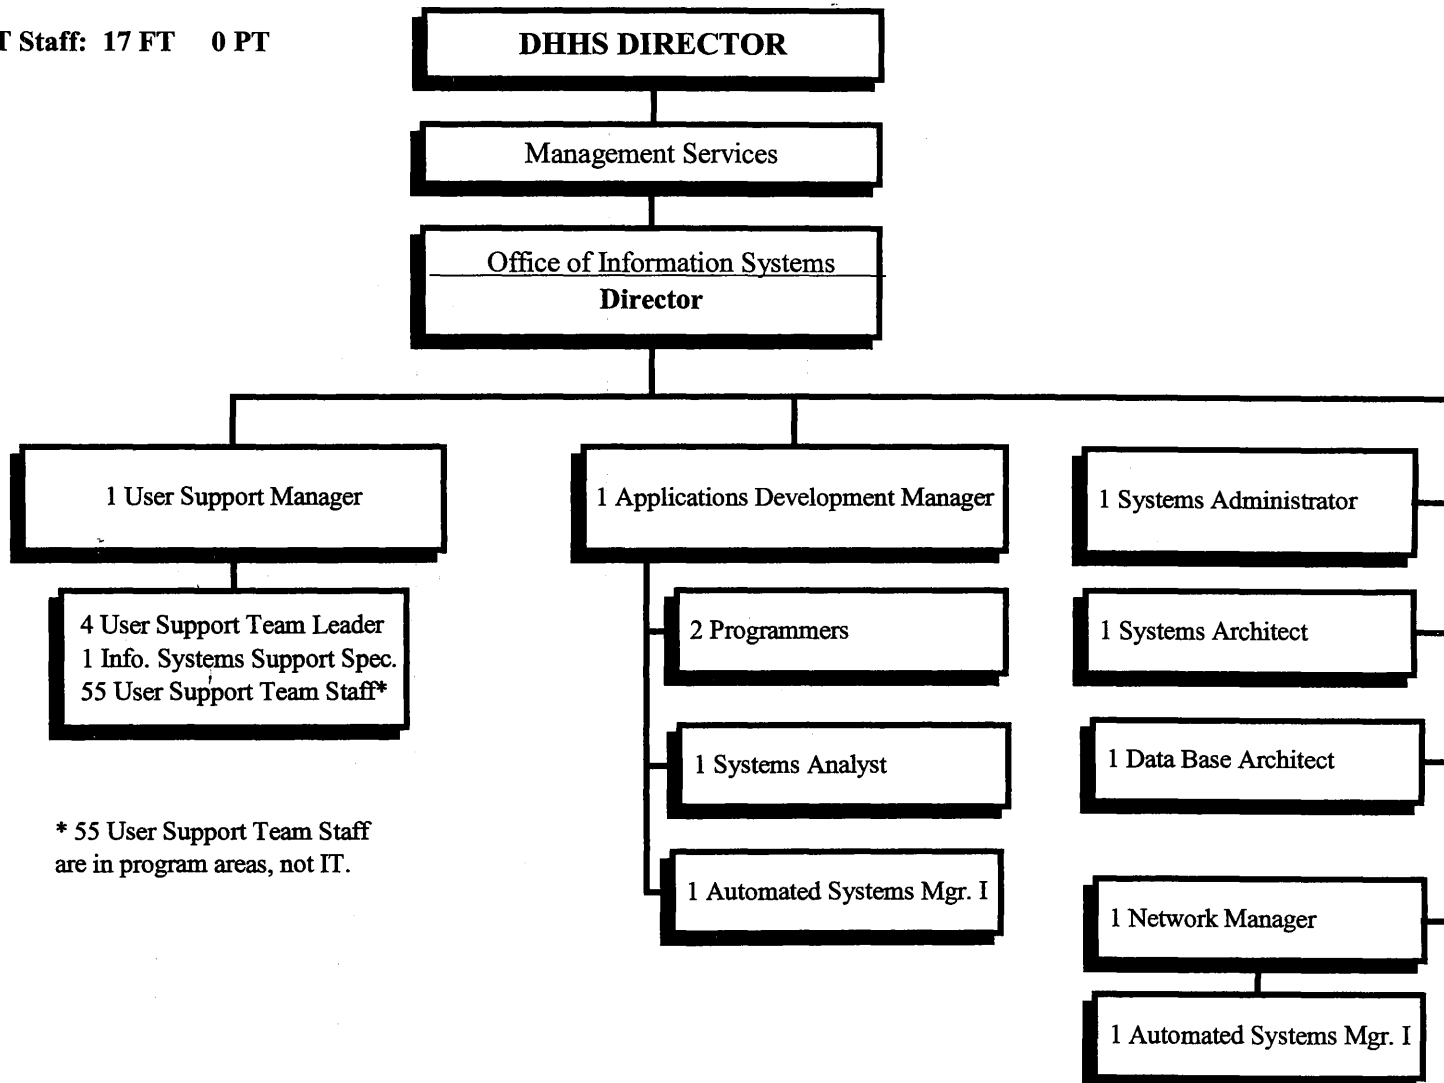 T Staff: 17 FT 0 PT
DHHS DIRECTOR
Management Services
Office of Information Systems
Director
1 User Support Manager
4 User Support Team Leader
1 Info. Systems Support Spec.
55 User Support Team Staff*
* 55 User Support Team Staff
are in program areas, not IT.
1 Applications Development Manager
2 Programmers
1 Systems Analyst
1 Automated Systems Mgr. I
1 Systems Administrator
1 Systems Architect
1 Data Base Architect
1 Network Manager
1 Automated Systems Mgr. I